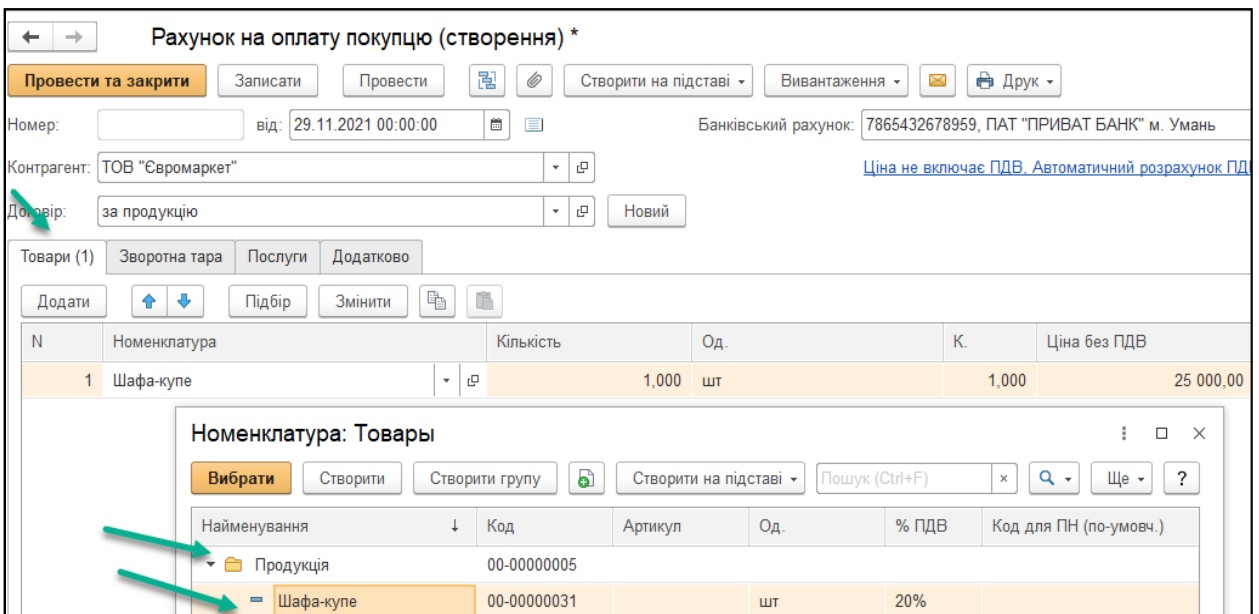 Рахунок на оплату покупцю (створення) *
Провести та закрити Записати Провести Створити на підставі Вивантаження Друк
Номер: від: 29.11.2021 00:00:00 Банківський рахунок: 7865432678959, ПАТ "ПРИВАТ БАНК" м. Умань
Контрагент: ТОВ "Євромаркет" Ціна не включає ПДВ, Автоматичний розрахунок ПД
Договір: за продукцію Новий
Товари (1) Зворотна тара Послуги Додатково
Додати Підбір Змінити
N Номенклатура Кількість Од. К. Ціна без ПДВ
1 Шафа-купе 1,000 шт 1,000 25 000,00
Номенклатура: Товары
Вибрати Створити Створити групу Створити на підставі Пошук (Ctrl+F) × Ще ?
Найменування ↓ Код Артикул Од. % ПДВ Код для ПН (по-умовч.)
Продукція 00-00000005
Шафа-купе 00-00000031 шт 20%